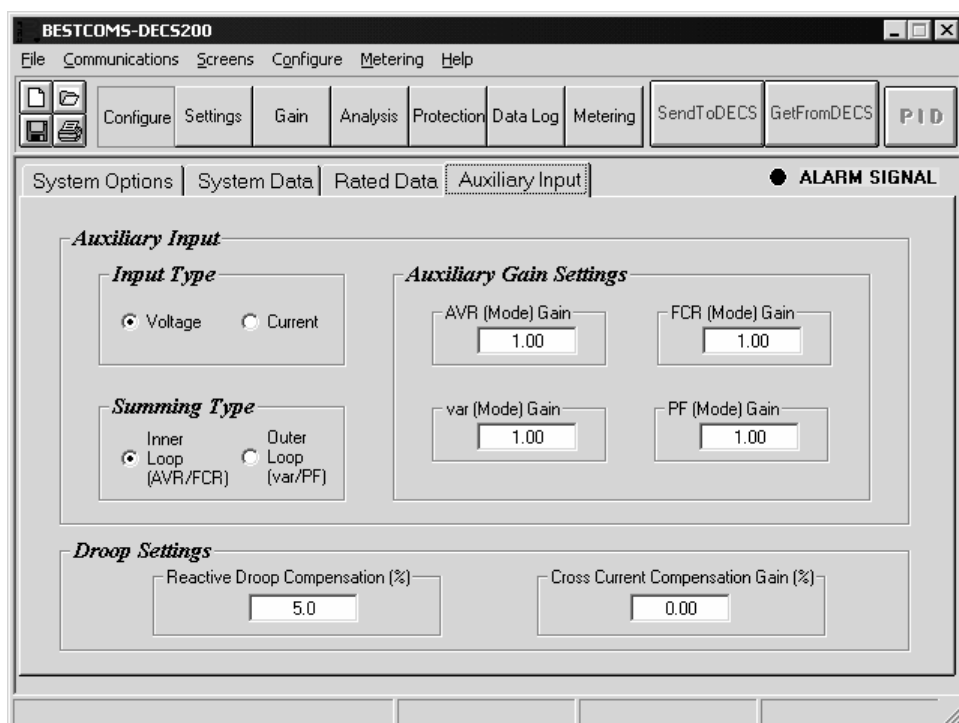 BESTCOMS-DECS200
File Communications Screens Configure Metering Help
Configure Settings Gain Analysis Protection Data Log Metering SendToDECS GetFromDECS PID
System Options System Data Rated Data Auxiliary Input ALARM SIGNAL
Auxiliary Input
Input Type
Voltage Current
Summing Type
Inner Loop (AVR/FCR)
Outer Loop (var/PF)
Auxiliary Gain Settings
AVR (Mode) Gain
1.00
FCR (Mode) Gain
1.00
var (Mode) Gain
1.00
PF (Mode) Gain
1.00
Droop Settings
Reactive Droop Compensation (%)
5.0
Cross Current Compensation Gain (%)
0.00